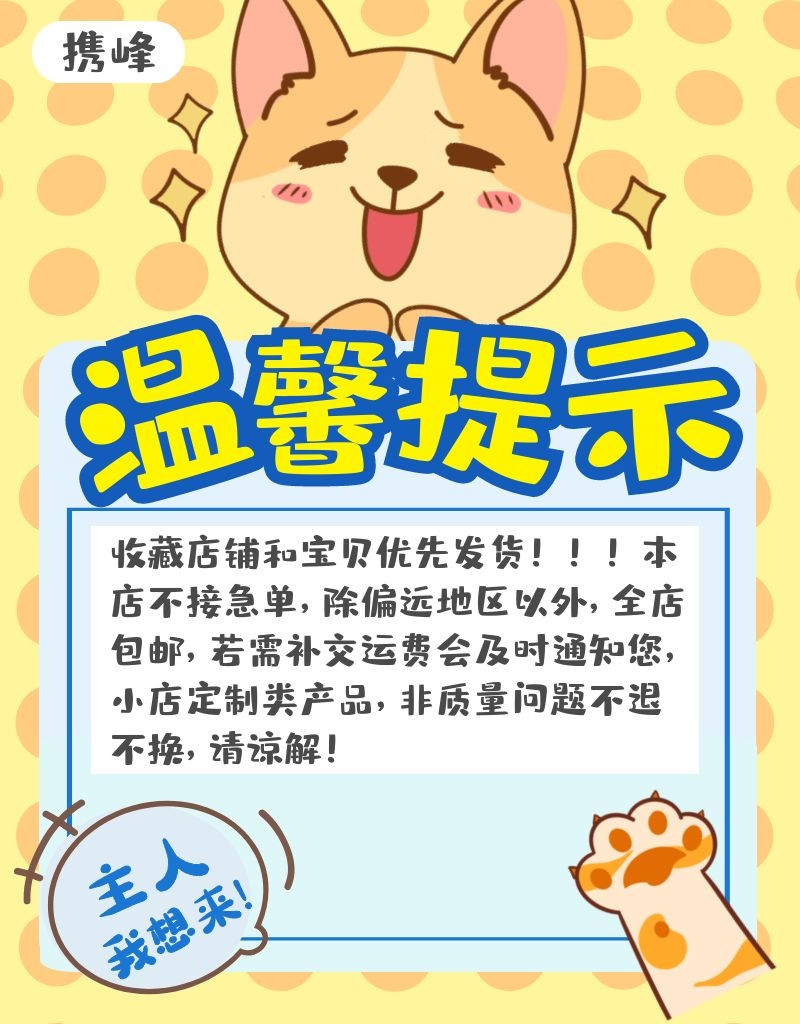 携峰
温馨提示
收藏店铺和宝贝优先发货！！！本
店不接急单，除偏远地区以外，全店
包邮，若需补交运费会及时通知您，
小店定制类产品，非质量问题不退
不换，请谅解！
主人
我想来！